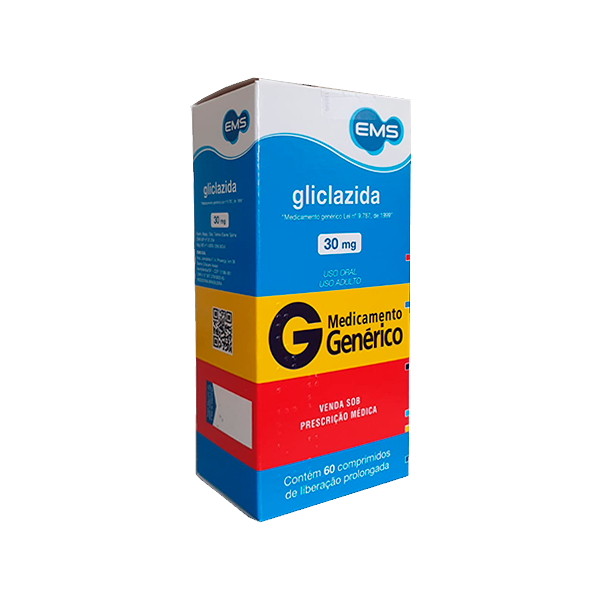 EMS
gliclazida
30 mg
EMS
gliclazida
"Medicamento genérico Lei nº 9.787, de 1999"
30 mg
USO ORAL
USO ADULTO
G Medicamento
Genérico
VENDA SOB
PRESCRIÇÃO MÉDICA
Contém 60 comprimidos
de liberação prolongada